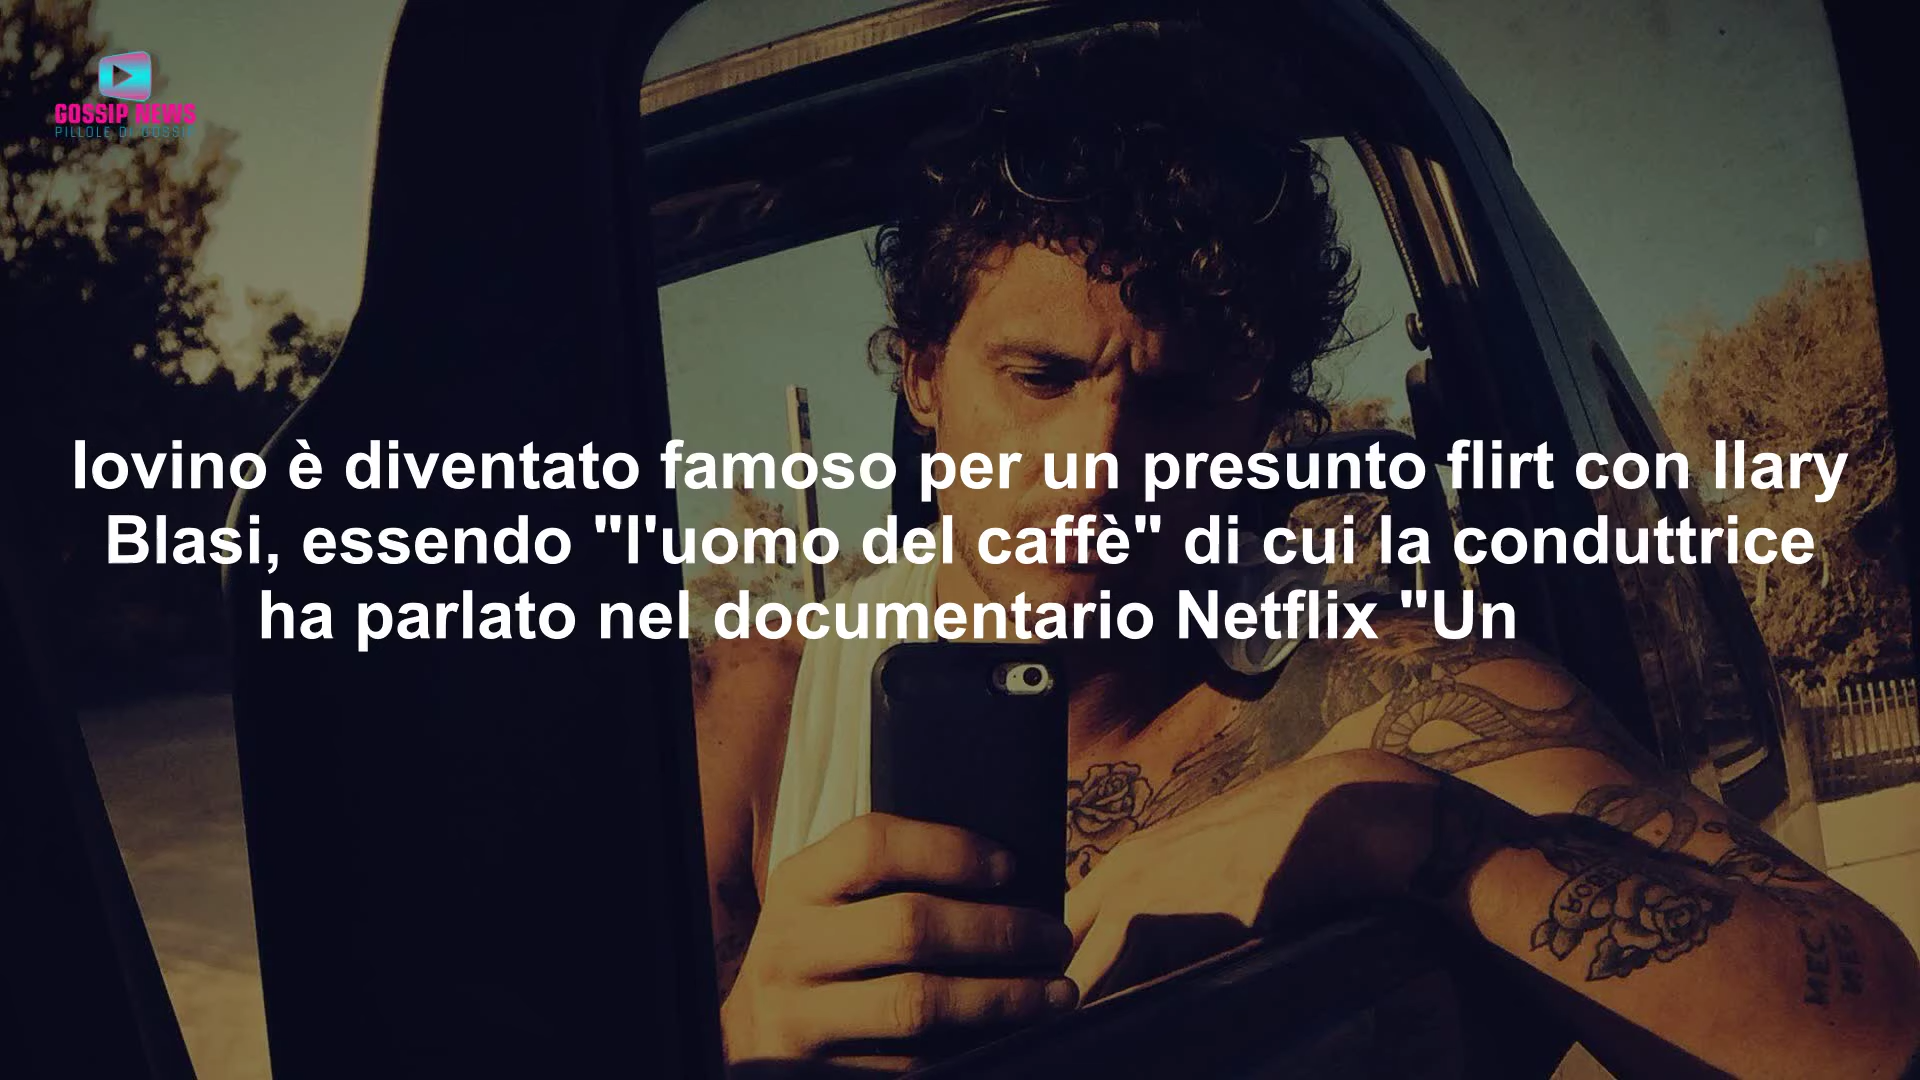 GOSSIP NEWS
PILLOLE DI GOSSIP
Iovino è diventato famoso per un presunto flirt con Ilary
Blasi, essendo "l'uomo del caffè" di cui la conduttrice
ha parlato nel documentario Netflix "Un
MEC